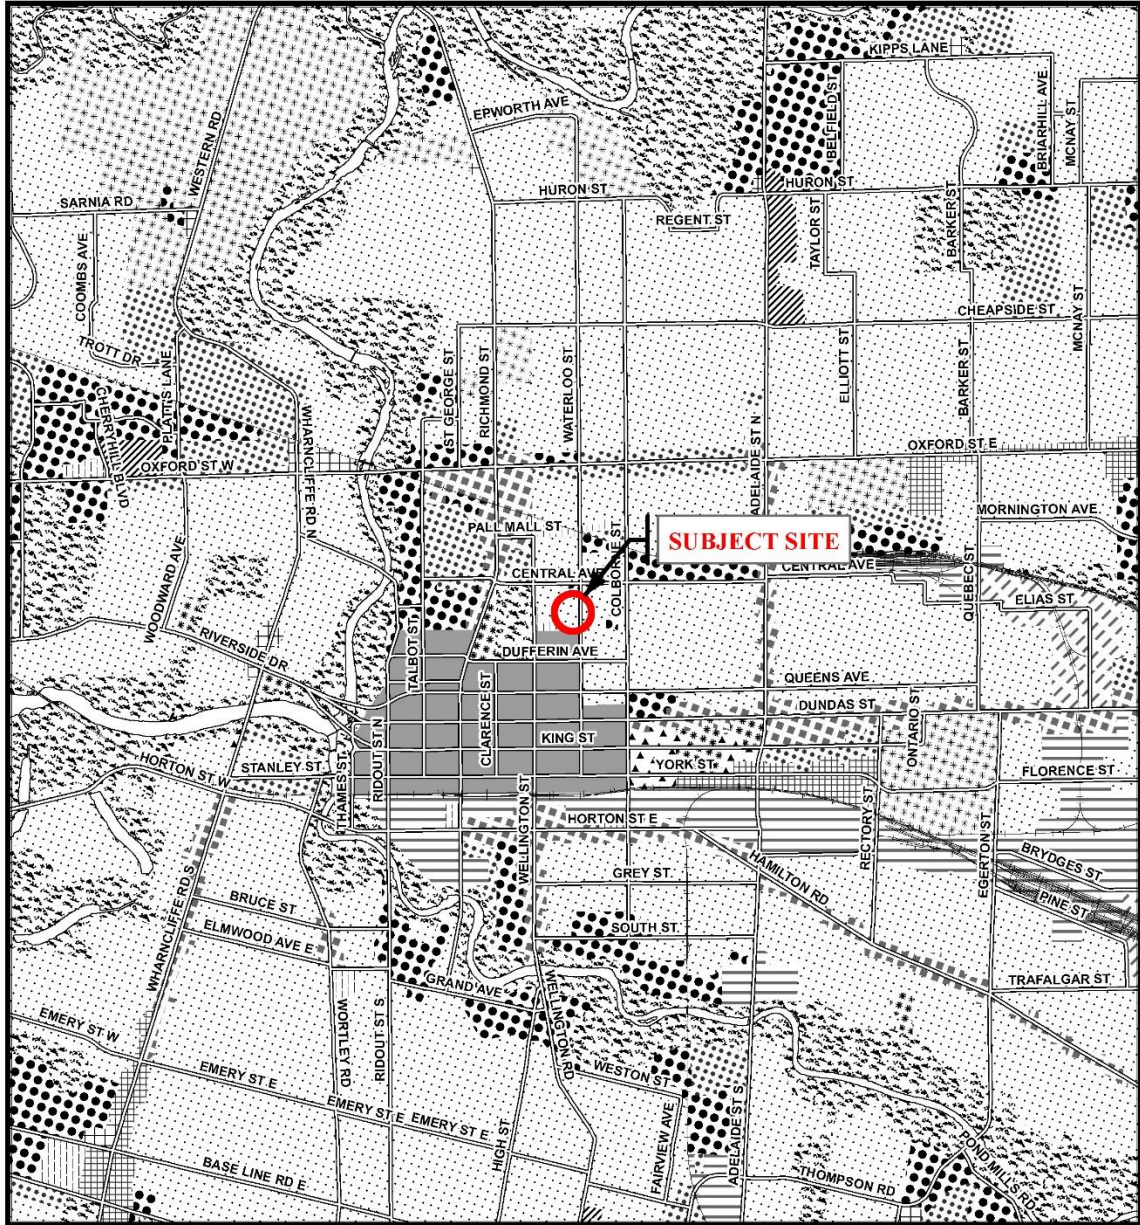 KIPPS LANE
EPWORTH AVE
BELFIELD ST
BRIARHILL AVE
MCNAY ST
WESTERN RD
HURON ST
HURON ST
SARNIA RD
REGENT ST
TAYLOR ST
BARKER ST
COOMBS AVE
CHEAPSIDE ST
MCNAY ST
TROTT DR
PLATTS LANE
ST GEORGE ST
RICHMOND ST
WATERLOO ST
ELLIOTT ST
BARKER ST
CHERRYHILL BLVD
WHARNCLIFFE RD N
OXFORD ST W
ADELAIDE ST N
OXFORD ST E
PALL MALL ST
MORNINGTON AVE
WOODWARD AVE
COLBORNE ST
SUBJECT SITE
CENTRAL AVE
CENTRAL AVE
QUEBEC ST
ELIAS ST
RIVERSIDE DR
TALBOT ST
DUFFERIN AVE
QUEENS AVE
CLARENCE ST
DUNDAS ST
ONTARIO ST
RIDOUT ST N
KING ST
STANLEY ST
YORK ST
HORTON ST W
THAMES ST
FLORENCE ST
WELLINGTON ST
HORTON ST E
RECTORY ST
EGERTON ST
BRYDGES ST
HAMILTON RD
GREY ST
PINE ST
WHARNCLIFFE RD S
BRUCE ST
SOUTH ST
ELMWOOD AVE E
GRAND AVE
TRAFALGAR ST
WELLINGTON RD
EMERY ST W
WORTLEY RD
RIDOUT ST S
EMERY ST E
WESTON ST
EMERY ST E
EMERY ST E
HIGH ST
FAIRVIEW AVE
ADELAIDE ST S
POND MILLS RD
BASE LINE RD E
THOMPSON RD